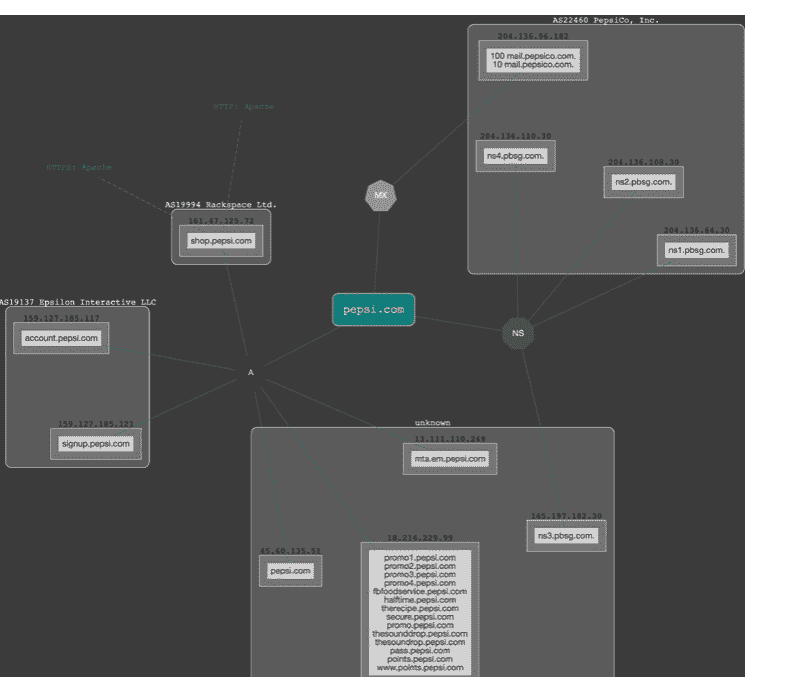 AS22460 PepsiCo, Inc.
204.136.96.182
100 mail.pepsico.com.
10 mail.pepsico.com.
HTTP: Apache
204.136.110.30
ns4.pbsg.com.
204.136.108.30
ns2.pbsg.com.
HTTPS: Apache
MX
AS19994 Rackspace Ltd.
161.47.125.72
shop.pepsi.com
204.136.64.30
ns1.pbsg.com.
AS19137 Epsilon Interactive LLC
pepsi.com
159.127.185.117
account.pepsi.com
NS
A
159.127.185.121
signup.pepsi.com
unknown
13.111.110.249
mta.em.pepsi.com
165.197.182.30
ns3.pbsg.com.
18.216.229.99
45.60.135.51
pepsi.com
promo1.pepsi.com
promo2.pepsi.com
promo3.pepsi.com
promo4.pepsi.com
fbfoodservice.pepsi.com
halftime.pepsi.com
therecipe.pepsi.com
secure.pepsi.com
promo.pepsi.com
thesounddrop.pepsi.com
thesoundrop.pepsi.com
pass.pepsi.com
points.pepsi.com
www.points.pepsi.com